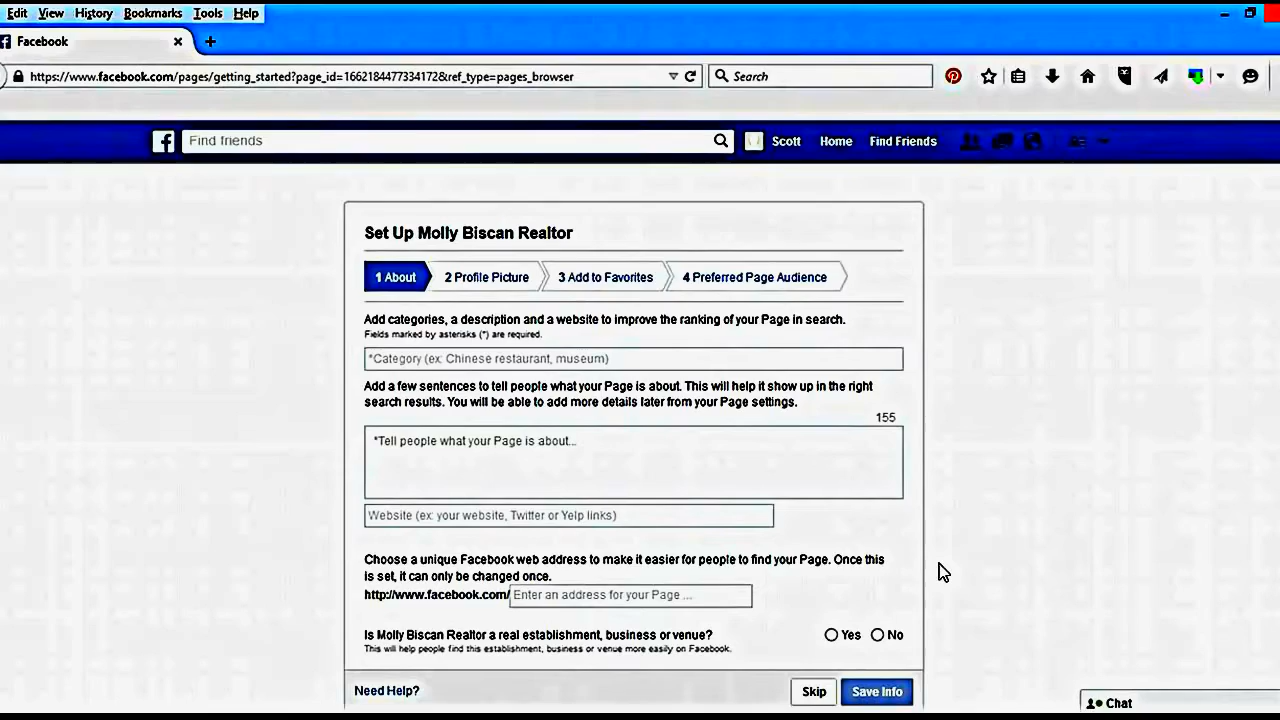 Edit View History Bookmarks Tools Help
Facebook
https://www.facebook.com/pages/getting_started?page_id=1662184477334172&ref_type=pages_browser
Search
Find friends
Scott Home Find Friends
Set Up Molly Biscan Realtor
1 About 2 Profile Picture 3 Add to Favorites 4 Preferred Page Audience
Add categories, a description and a website to improve the ranking of your Page in search.
Fields marked by asterisks (*) are required.
*Category (ex: Chinese restaurant, museum)
Add a few sentences to tell people what your Page is about. This will help it show up in the right
search results. You will be able to add more details later from your Page settings.
155
*Tell people what your Page is about...
Website (ex: your website, Twitter or Yelp links)
Choose a unique Facebook web address to make it easier for people to find your Page. Once this
is set, it can only be changed once.
http://www.facebook.com/ Enter an address for your Page ...
Is Molly Biscan Realtor a real establishment, business or venue? Yes No
This will help people find this establishment, business or venue more easily on Facebook.
Need Help? Skip Save Info
Chat